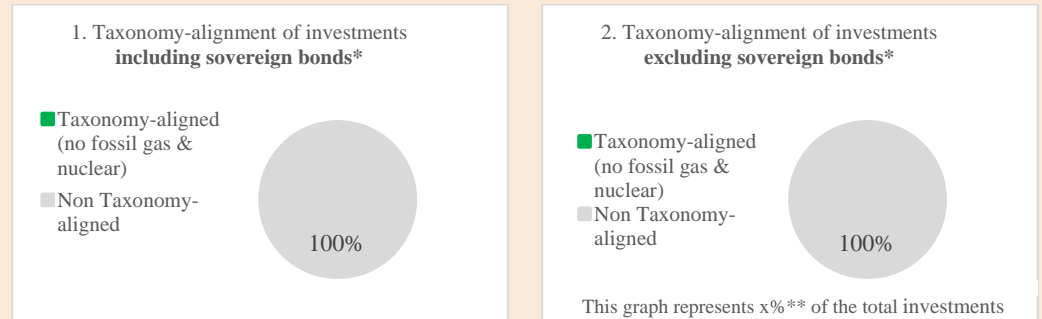 1. Taxonomy-alignment of investments
including sovereign bonds*
Taxonomy-aligned
(no fossil gas &
nuclear)
Non Taxonomy-
aligned
100%
2. Taxonomy-alignment of investments
excluding sovereign bonds*
Taxonomy-aligned
(no fossil gas &
nuclear)
Non Taxonomy-
aligned
100%
This graph represents x%** of the total investments